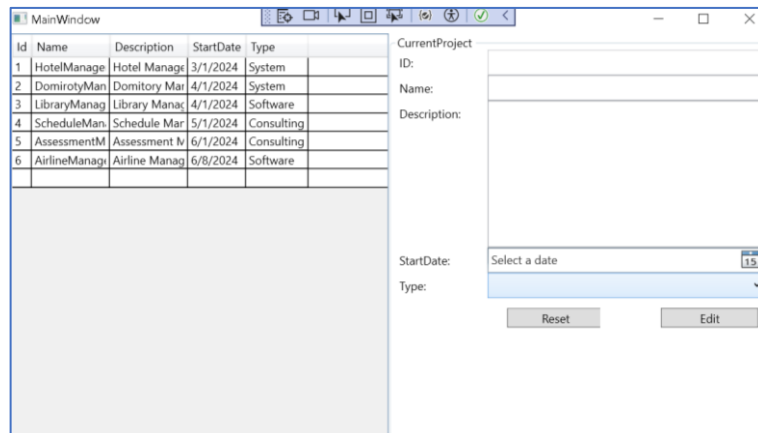 MainWindow
Id Name Description StartDate Type
1 HotelManage Hotel Manage 3/1/2024 System
2 DomirotyMan Domitory Mar 4/1/2024 System
3 LibraryManag Library Manag 4/1/2024 Software
4 ScheduleMan Schedule Mar 5/1/2024 Consulting
5 AssessmentM Assessment M 6/1/2024 Consulting
6 AirlineManage Airline Manag 6/8/2024 Software
CurrentProject
ID:
Name:
Description:
StartDate: Select a date 15
Type:
Reset Edit